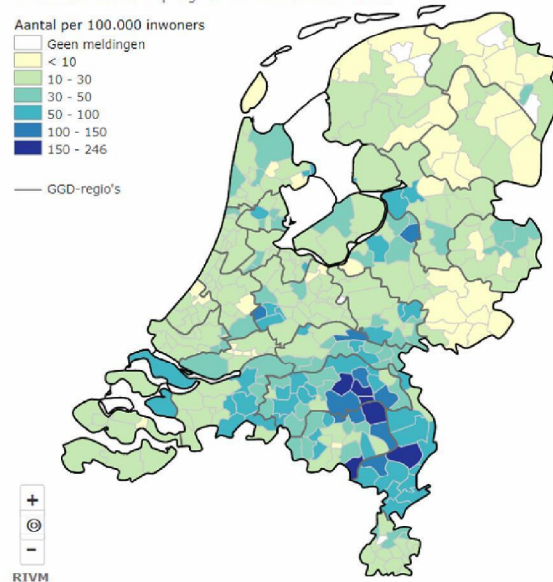 Aantal per 100.000 inwoners
Geen meldingen
< 10
10 - 30
30 - 50
50 - 100
100 - 150
150 - 246
GGD-regio's
+
−
RIVM